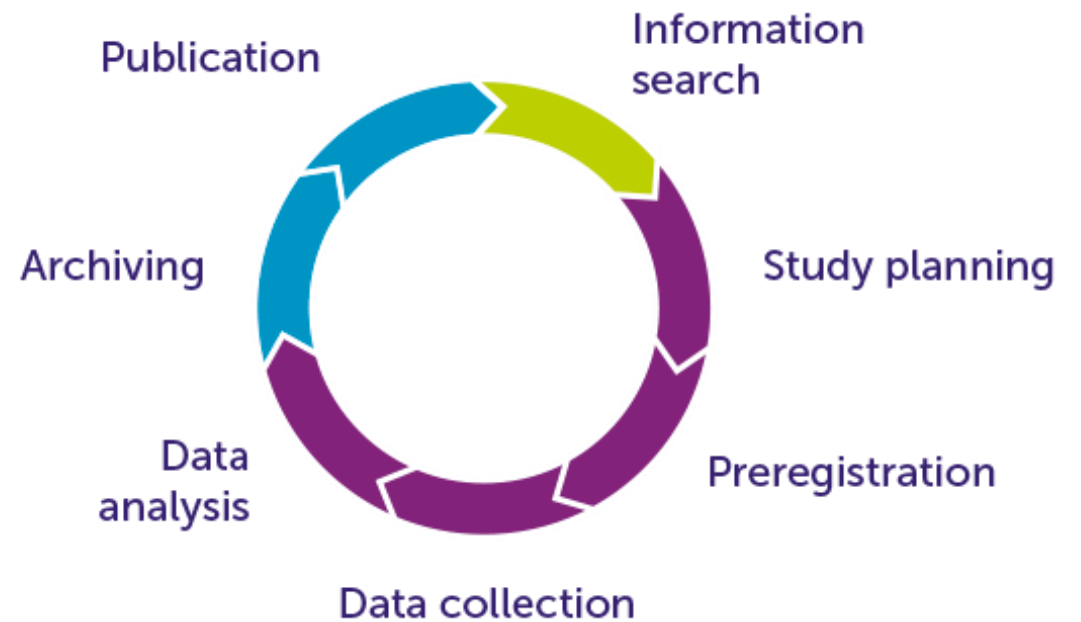 Information
search
Study planning
Preregistration
Data collection
Data
analysis
Archiving
Publication